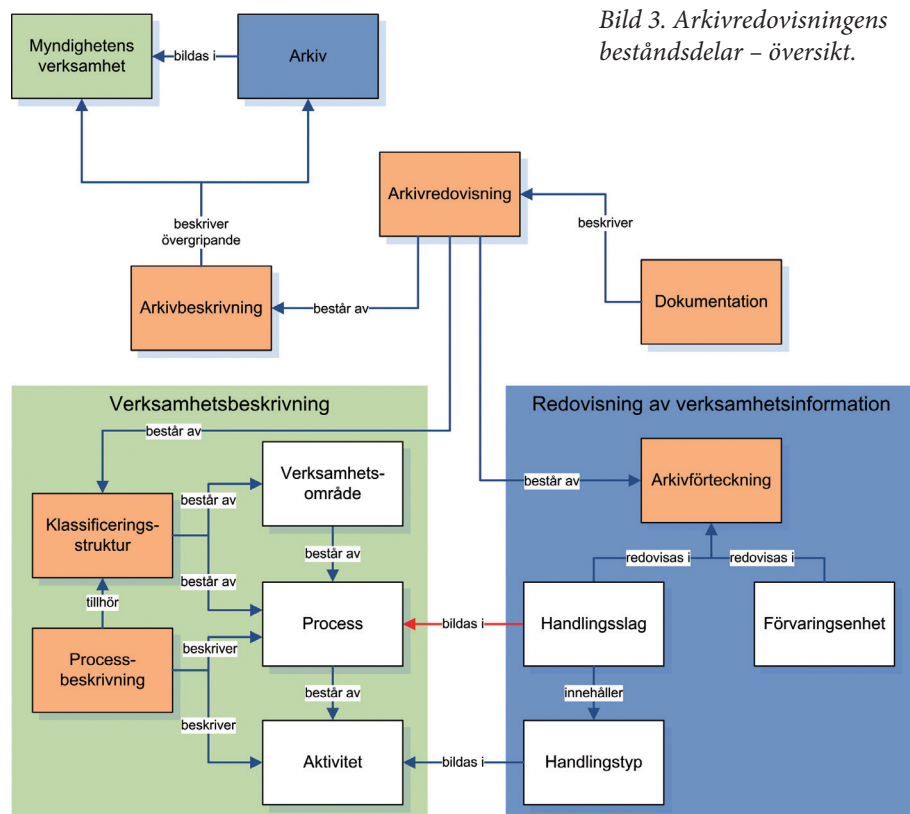 Bild 3. Arkivredovisningens
beståndsdelar – översikt.
Myndighetens
verksamhet
bildas i
Arkiv
Arkivredovisning
beskriver
beskriver
övergripande
Arkivbeskrivning
består av
Dokumentation
Verksamhetsbeskrivning
består av
Verksamhets-
område
består av
Klassificerings-
struktur
består av
består av
tillhör
Process
beskriver
Process-
beskrivning
består av
beskriver
Aktivitet
Redovisning av verksamhetsinformation
består av
Arkivförteckning
redovisas i
redovisas i
bildas i
Handlingsslag
Förvaringsenhet
innehåller
bildas i
Handlingstyp